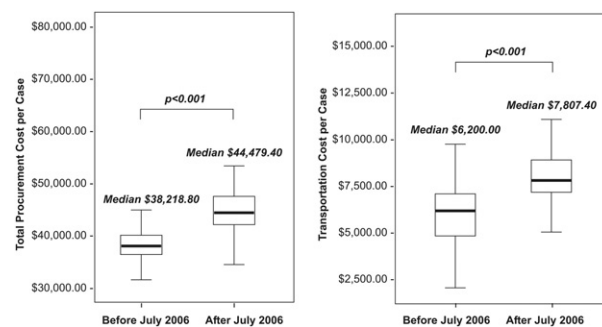 Total Procurement Cost per Case
$80,000.00
$70,000.00
$60,000.00
$50,000.00
$40,000.00
$30,000.00
p<0.001
Median $44,479.40
Median $38,218.80
Before July 2006
After July 2006
Transportation Cost per Case
$15,000.00
$12,500.00
$10,000.00
$7,500.00
$5,000.00
$2,500.00
p<0.001
Median $7,807.40
Median $6,200.00
Before July 2006
After July 2006